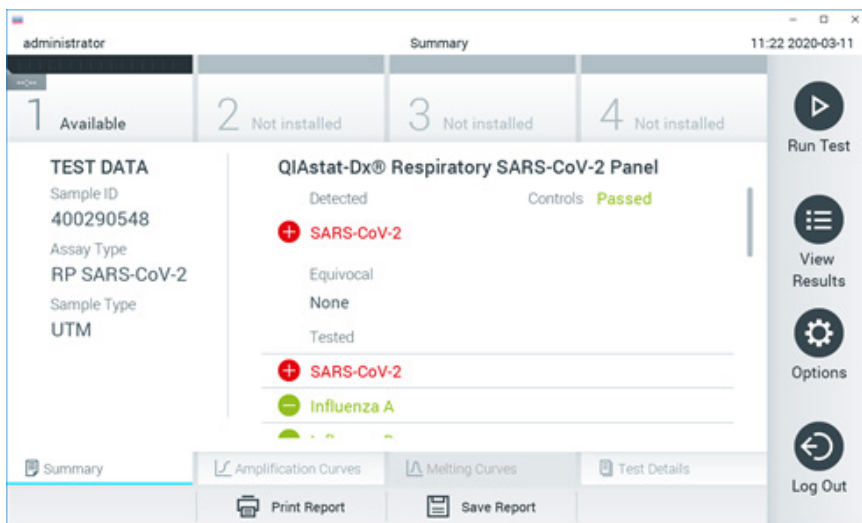 administrator
Summary
11:22 2020-03-11
1 Available
2 Not installed
3 Not installed
4 Not installed
TEST DATA
Sample ID
400290548
Assay Type
RP SARS-CoV-2
Sample Type
UTM
QIAstat-Dx® Respiratory SARS-CoV-2 Panel
Detected
Controls Passed
SARS-CoV-2
Equivocal
None
Tested
SARS-CoV-2
Influenza A
Run Test
View
Results
Options
Log Out
Summary
Amplification Curves
Melting Curves
Test Details
Print Report
Save Report